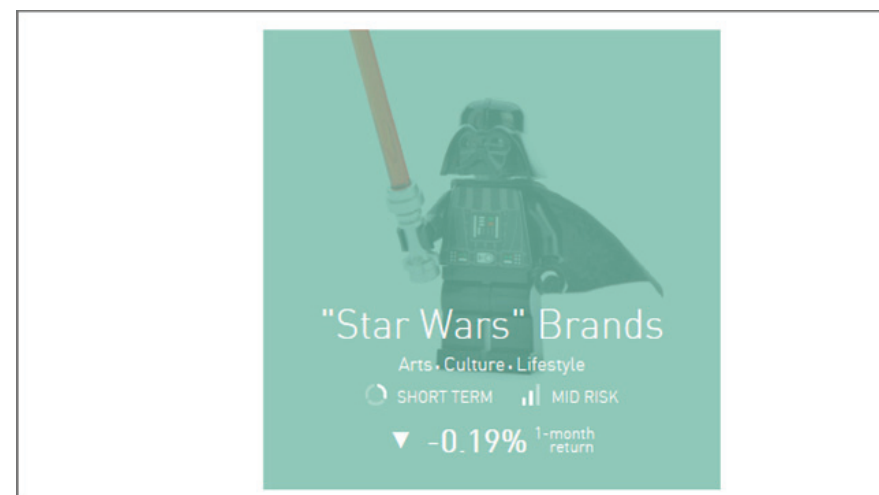 "Star Wars" Brands
Arts • Culture • Lifestyle
SHORT TERM MID RISK
▼ -0.19% 1-month
return